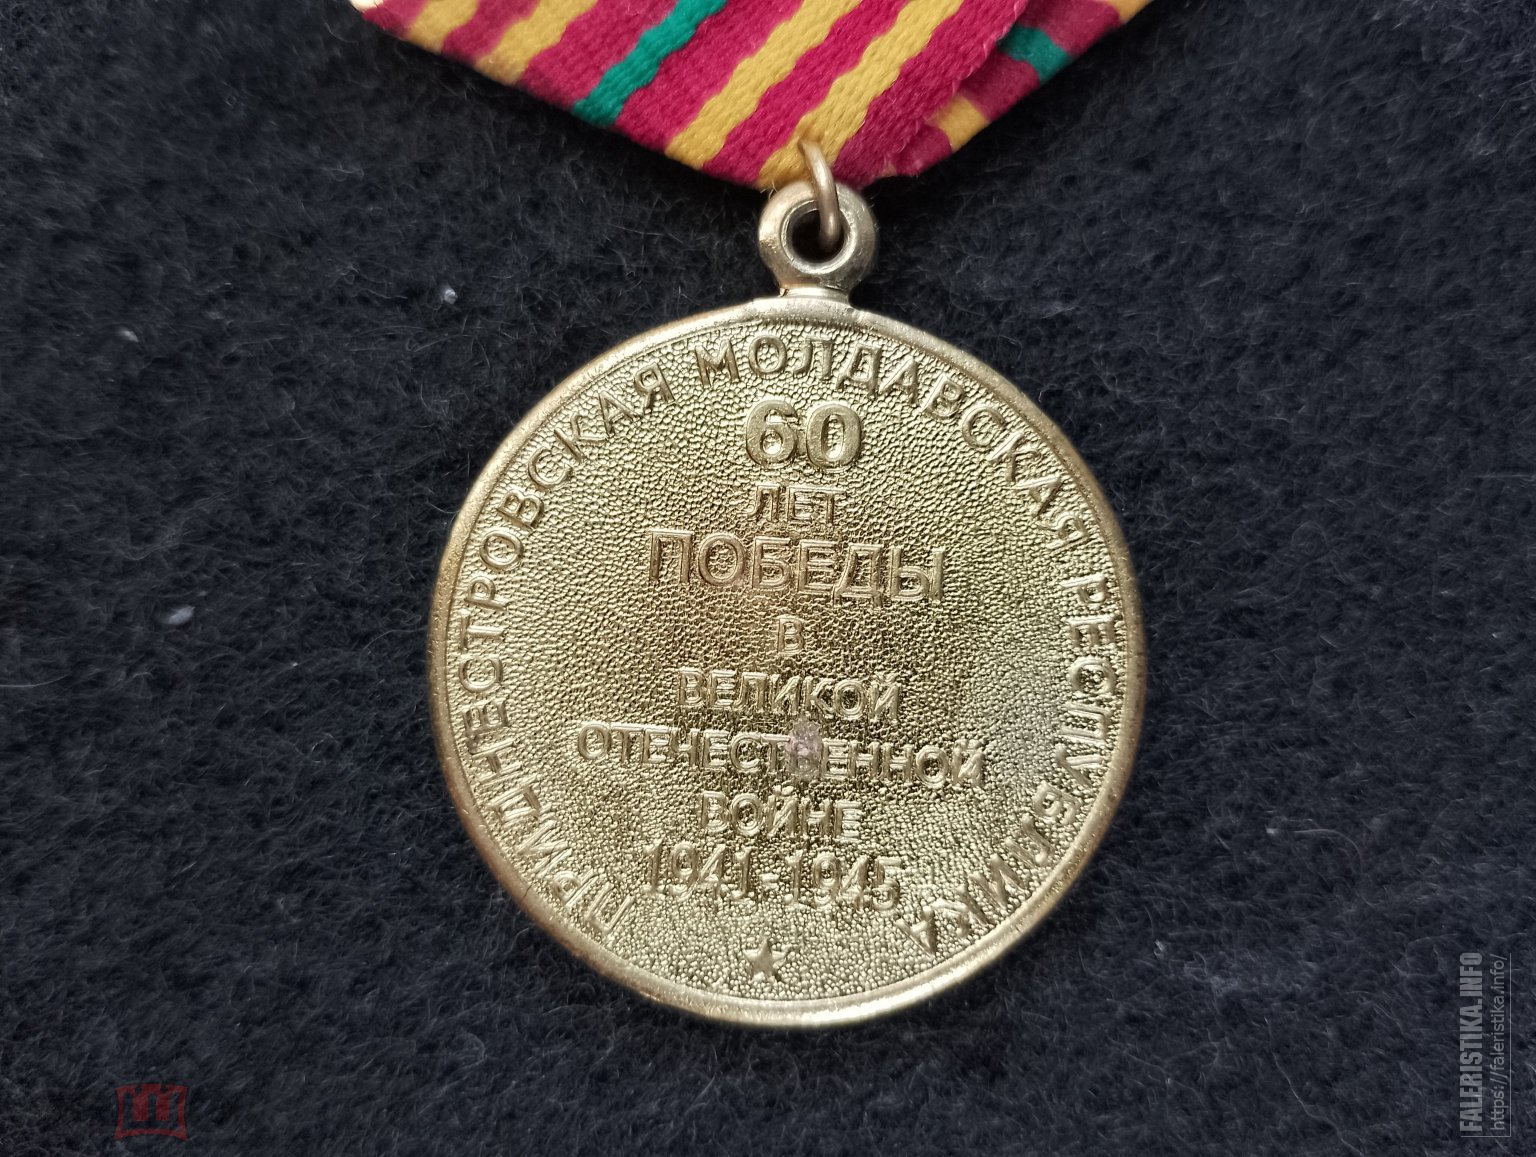 ПРИДНЕСТРОВСКАЯ МОЛДАВСКАЯ РЕСПУБЛИКА
60
ЛЕТ
ПОБЕДЫ
В
ВЕЛИКОЙ
ОТЕЧЕСТВЕННОЙ
ВОЙНЕ
1941-1945
FALERISTIKA.INFO
https://faleristika.info/